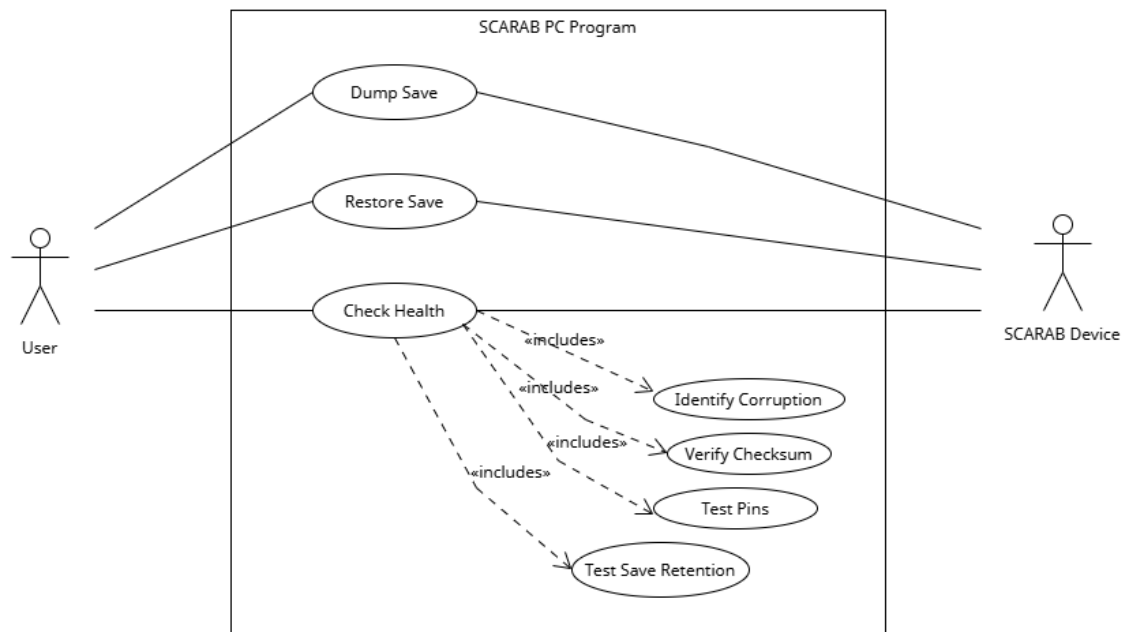 SCARAB PC Program
Dump Save
Restore Save
Check Health
User
SCARAB Device
«includes»
Identify Corruption
«includes»
Verify Checksum
«includes»
Test Pins
«includes»
Test Save Retention